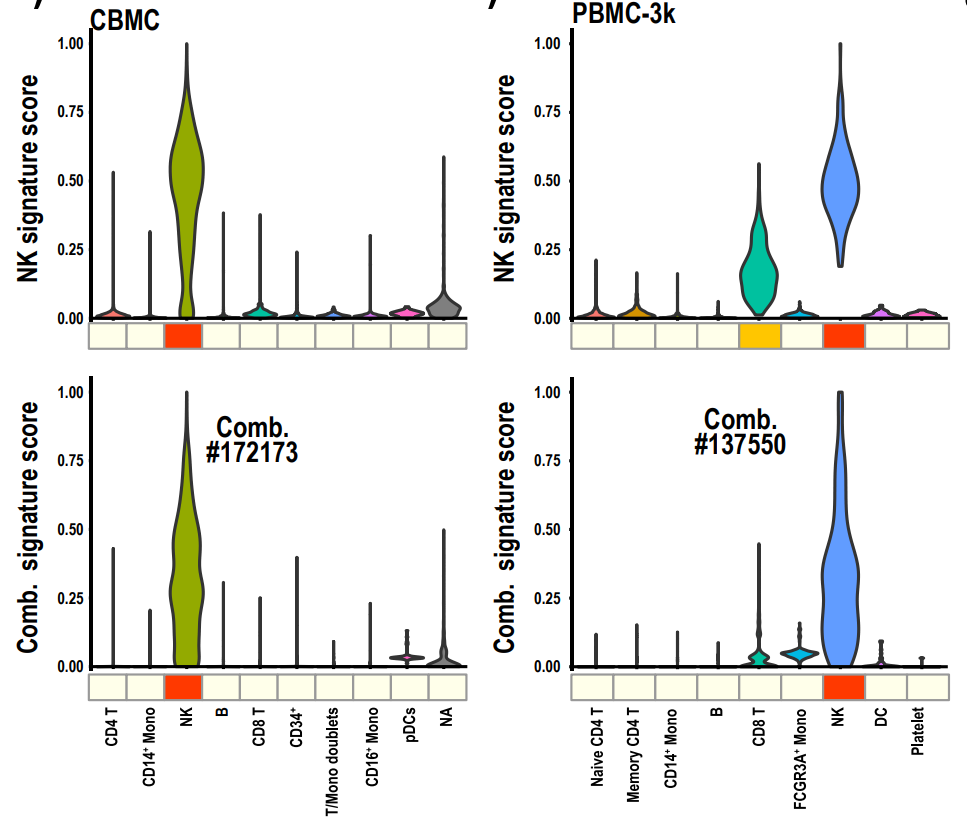 CBMC
NK signature score
1.00
0.75
0.50
0.25
0.00
PBMC-3k
NK signature score
1.00
0.75
0.50
0.25
0.00
Comb. signature score
1.00
0.75
0.50
0.25
0.00
Comb.
#172173
Comb. signature score
1.00
0.75
0.50
0.25
0.00
Comb.
#137550
CD4 T
CD14⁺ Mono
NK
B
CD8 T
CD34⁺
T/Mono doublets
CD16⁺ Mono
pDCs
NA
Naive CD4 T
Memory CD4 T
CD14⁺ Mono
B
CD8 T
FCGR3A⁺ Mono
NK
DC
Platelet